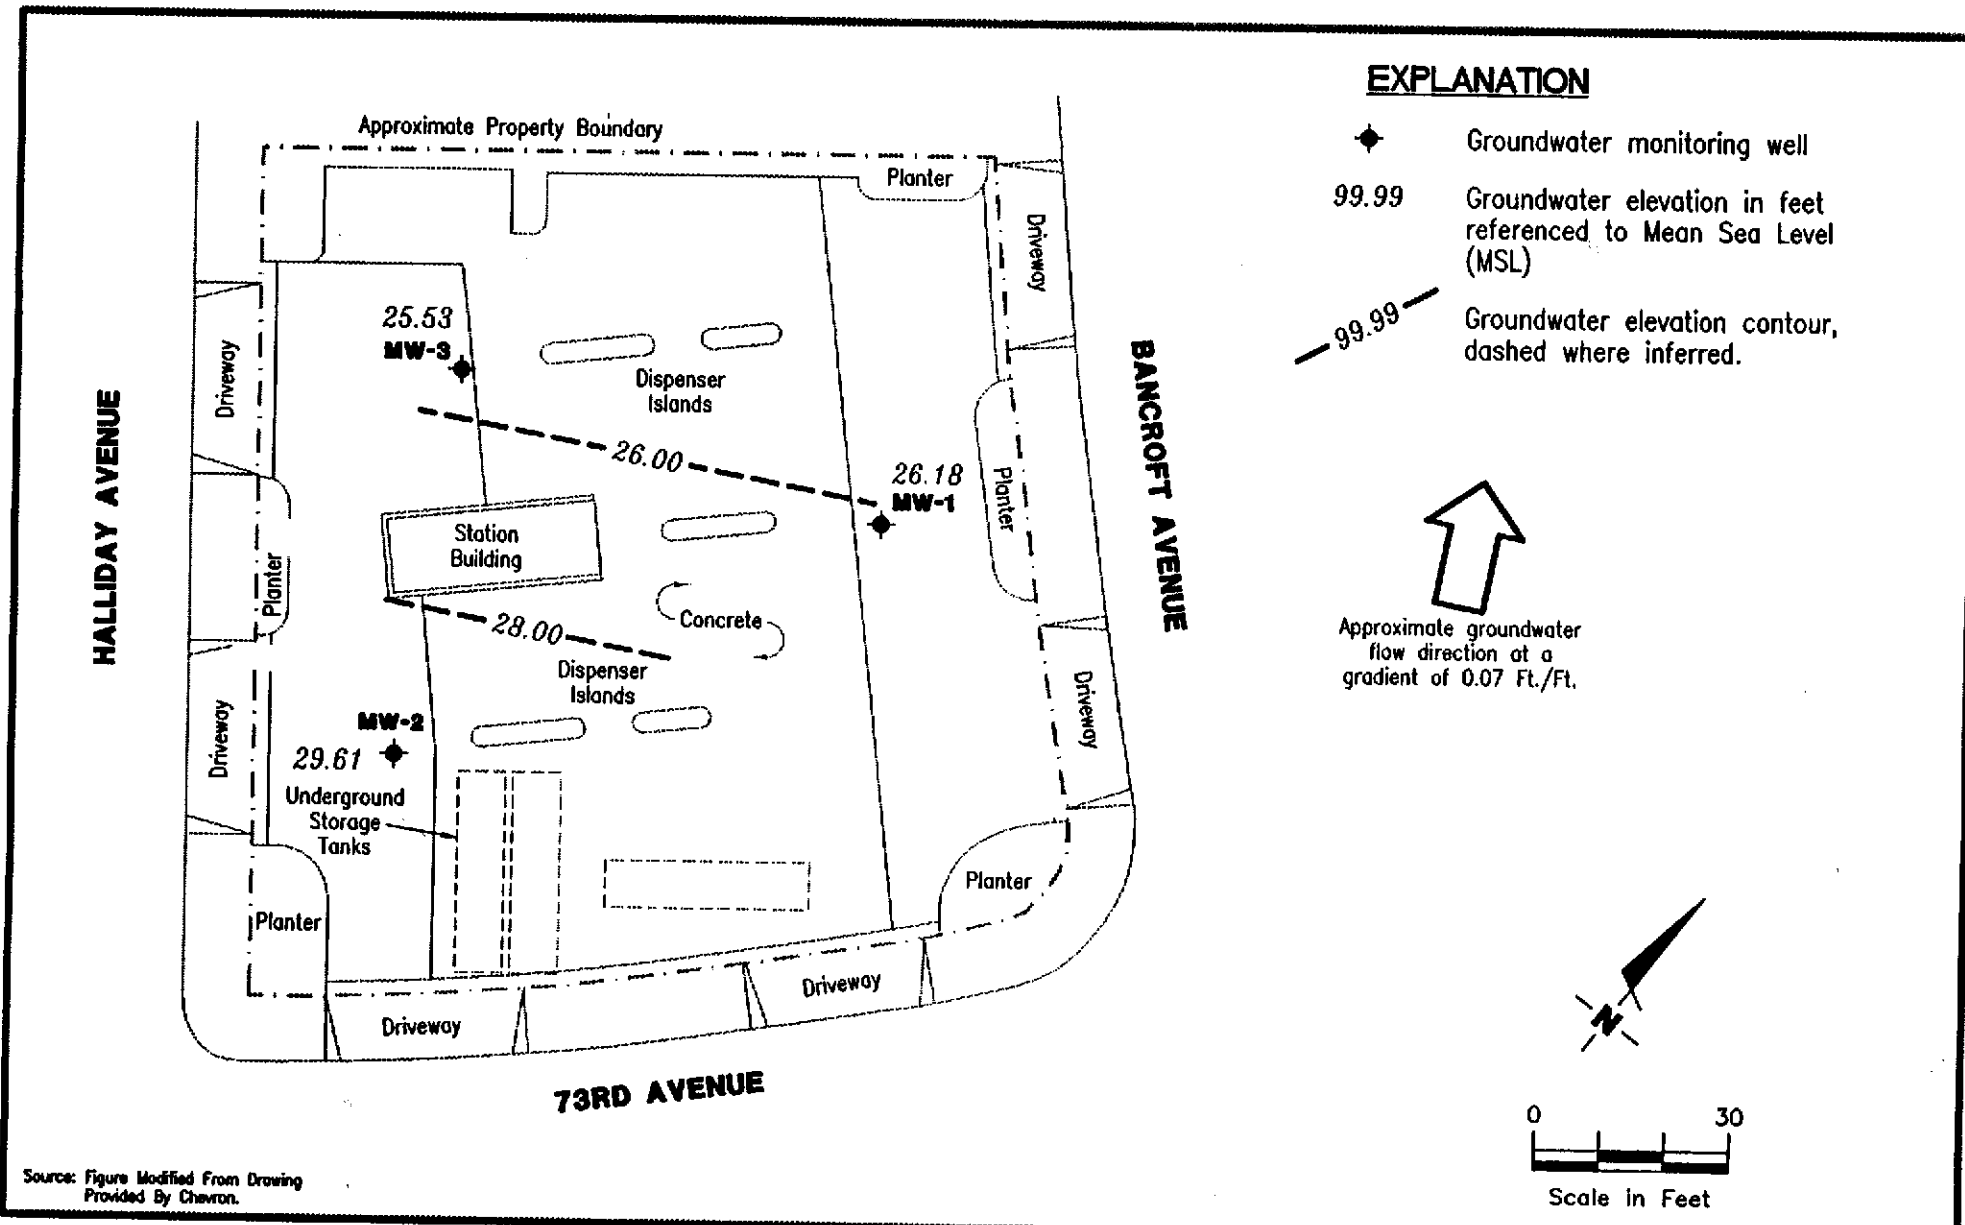 EXPLANATION
Groundwater monitoring well
99.99
Groundwater elevation in feet
referenced to Mean Sea Level
(MSL)
99.99
Groundwater elevation contour,
dashed where inferred.
Approximate Property Boundary
Planter
Driveway
25.53
MW-3
Dispenser
Islands
Driveway
HALLIDAY AVENUE
BANCROFT AVENUE
26.00
26.18
MW-1
Planter
Station
Building
Planter
28.00
Concrete
Dispenser
Islands
Approximate groundwater
flow direction at a
gradient of 0.07 Ft./Ft.
Driveway
Driveway
MW-2
29.61
Underground
Storage
Tanks
Planter
Planter
Driveway
Driveway
73RD AVENUE
N
0 30
Scale in Feet
Source: Figure Modified From Drawing
Provided By Chevron.